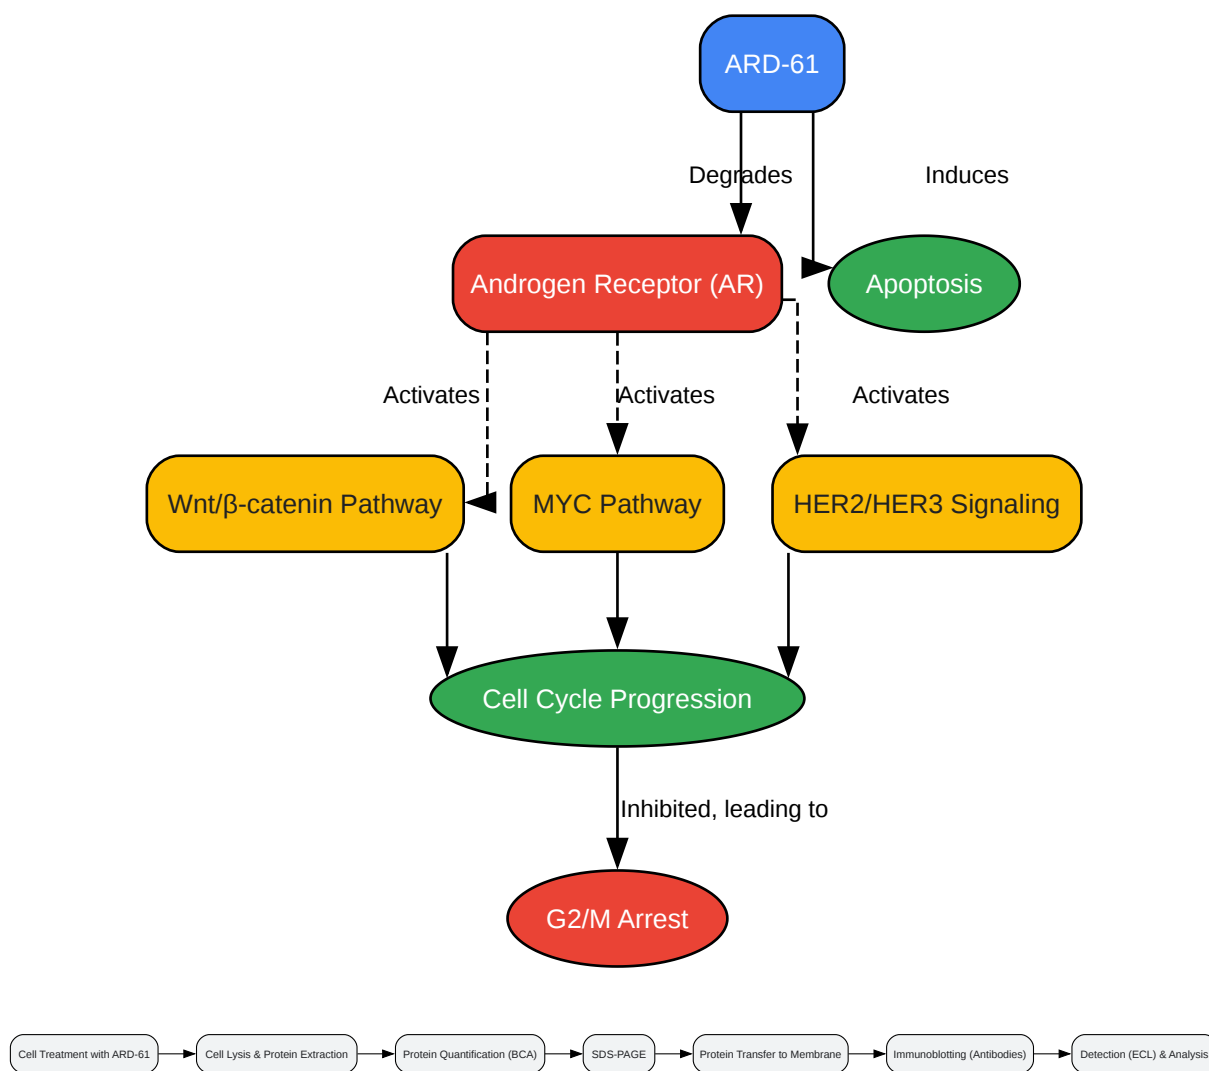 ARD-61
Degrades
Induces
Androgen Receptor (AR)
Apoptosis
Activates
Activates
Activates
Wnt/β-catenin Pathway
MYC Pathway
HER2/HER3 Signaling
Cell Cycle Progression
Inhibited, leading to
G2/M Arrest
Cell Treatment with ARD-61
Cell Lysis & Protein Extraction
Protein Quantification (BCA)
SDS-PAGE
Protein Transfer to Membrane
Immunoblotting (Antibodies)
Detection (ECL) & Analysis